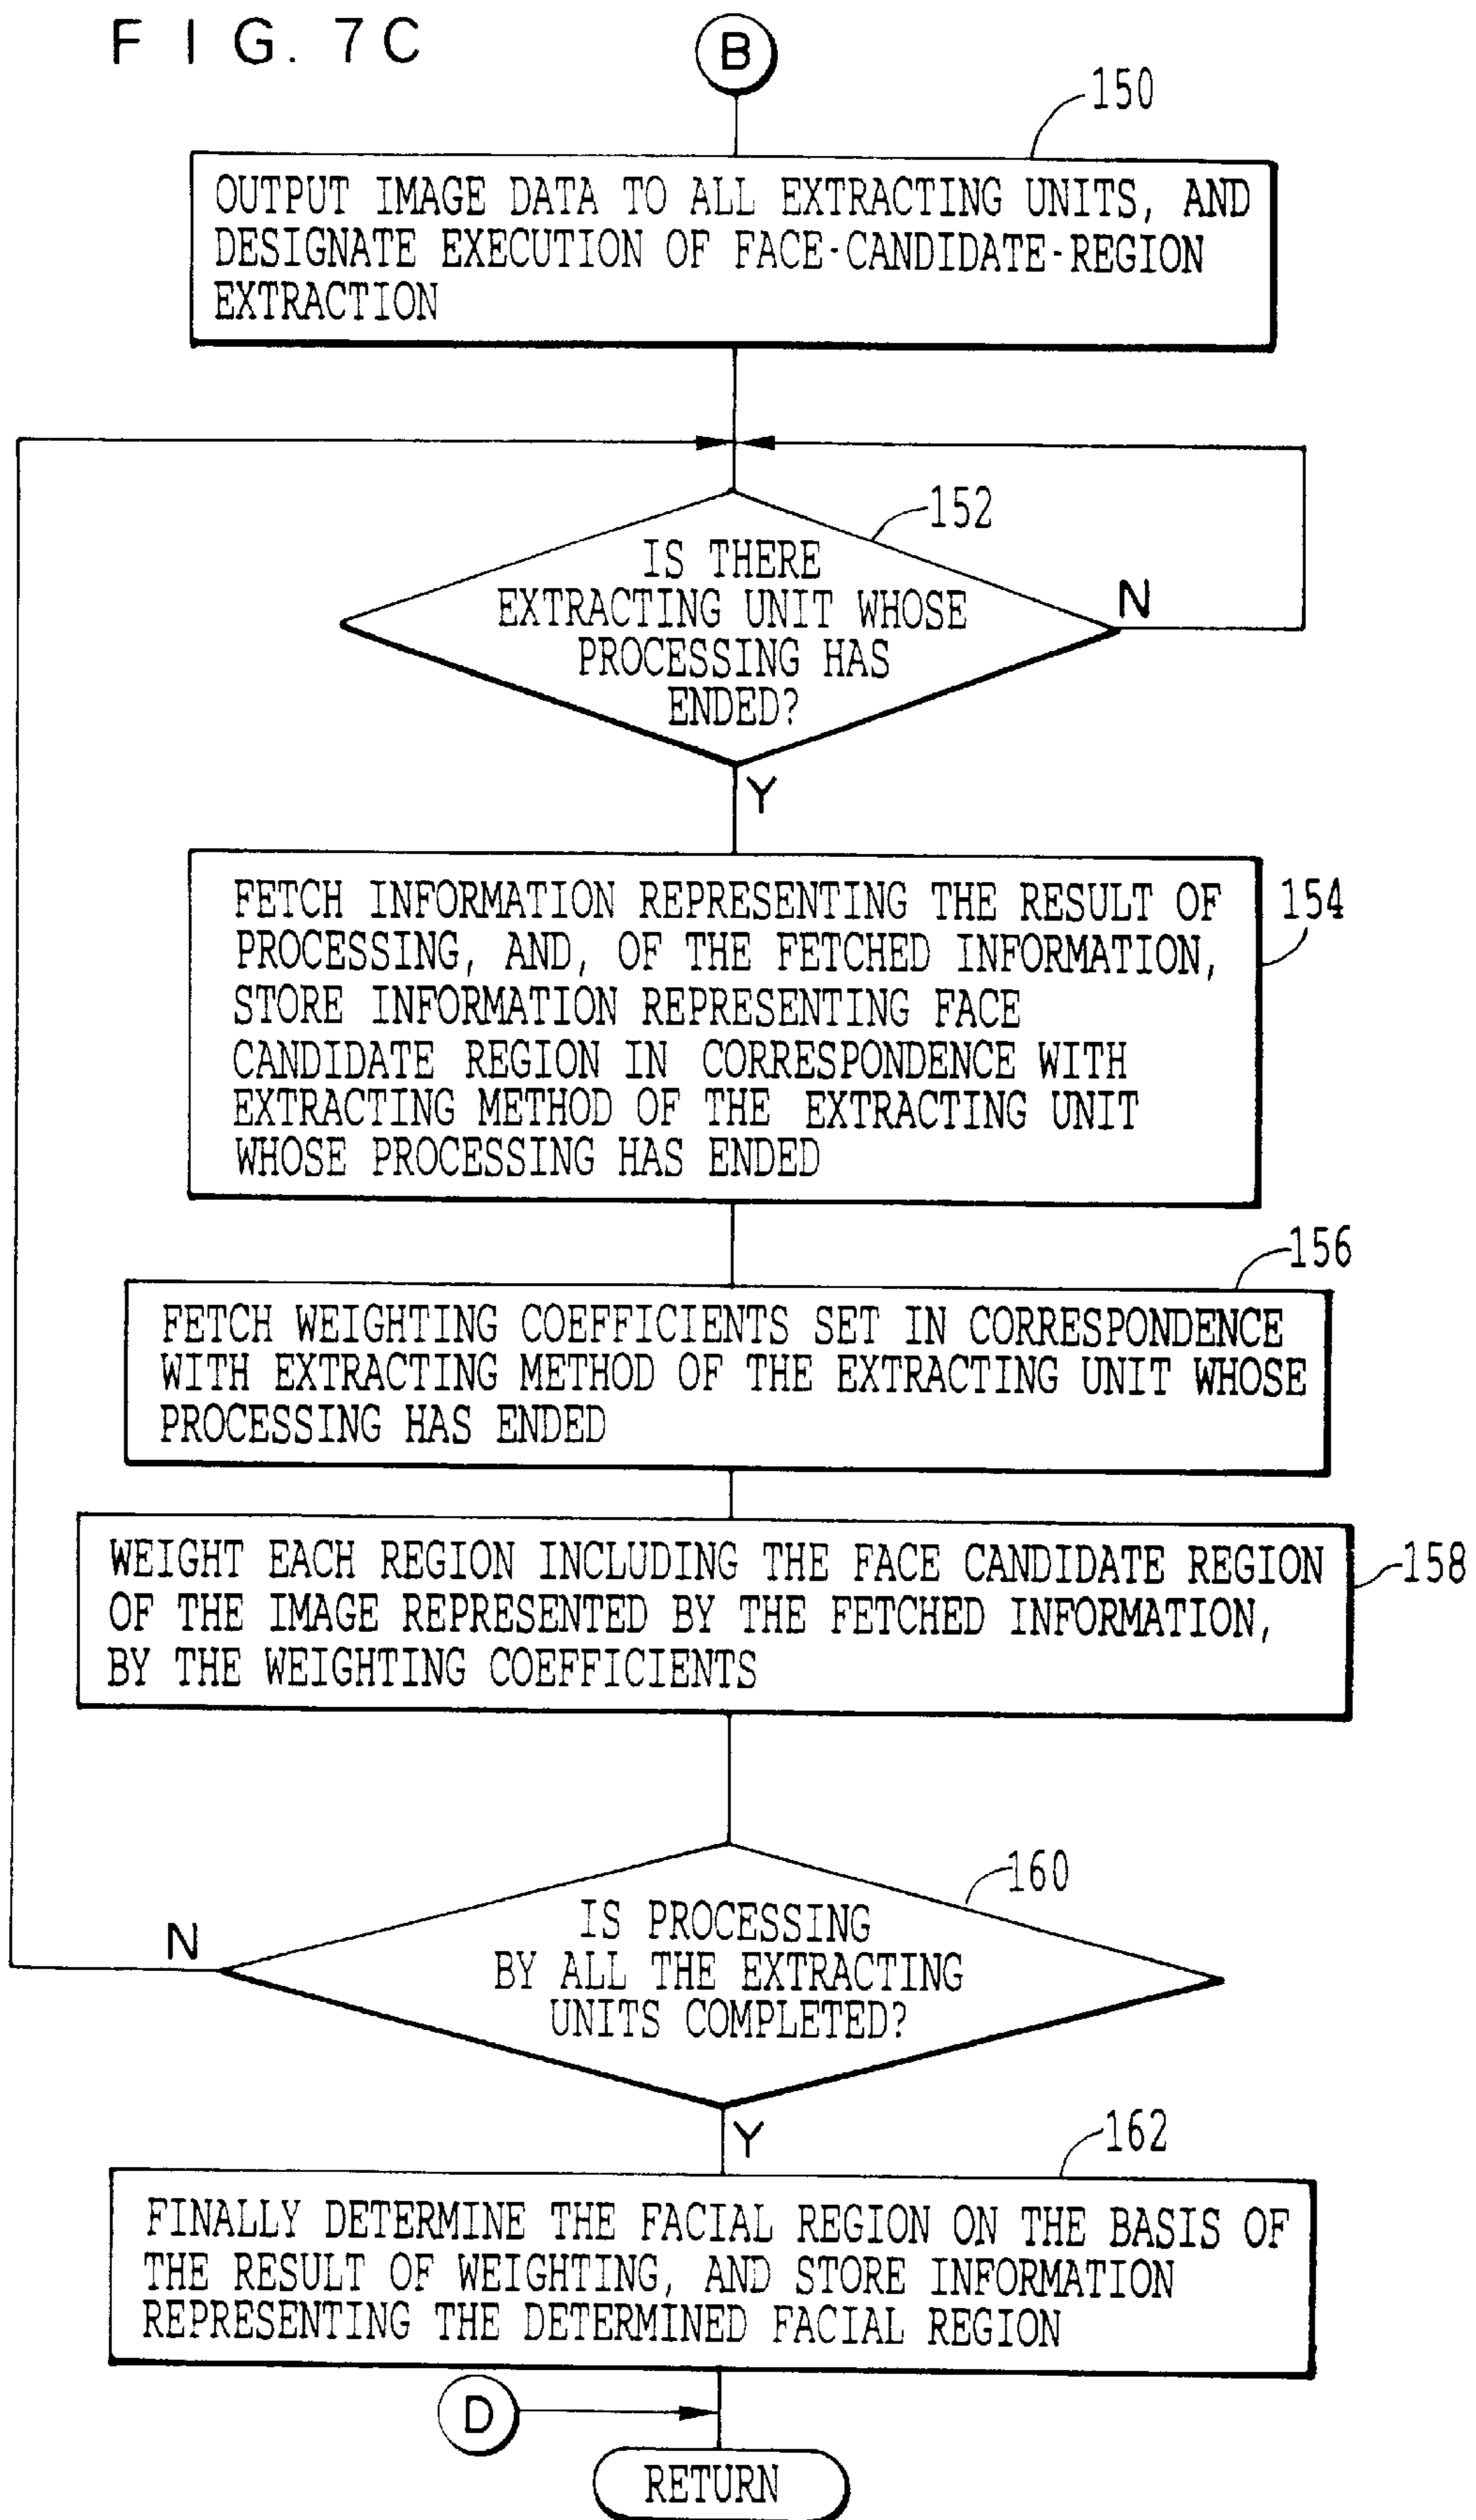 FIG. 7C
B
150
OUTPUT IMAGE DATA TO ALL EXTRACTING UNITS, AND
DESIGNATE EXECUTION OF FACE-CANDIDATE-REGION
EXTRACTION
152
IS THERE
EXTRACTING UNIT WHOSE
PROCESSING HAS
ENDED?
N
Y
154
FETCH INFORMATION REPRESENTING THE RESULT OF
PROCESSING, AND, OF THE FETCHED INFORMATION,
STORE INFORMATION REPRESENTING FACE
CANDIDATE REGION IN CORRESPONDENCE WITH
EXTRACTING METHOD OF THE EXTRACTING UNIT
WHOSE PROCESSING HAS ENDED
156
FETCH WEIGHTING COEFFICIENTS SET IN CORRESPONDENCE
WITH EXTRACTING METHOD OF THE EXTRACTING UNIT WHOSE
PROCESSING HAS ENDED
158
WEIGHT EACH REGION INCLUDING THE FACE CANDIDATE REGION
OF THE IMAGE REPRESENTED BY THE FETCHED INFORMATION,
BY THE WEIGHTING COEFFICIENTS
160
IS PROCESSING
BY ALL THE EXTRACTING
UNITS COMPLETED?
N
Y
162
FINALLY DETERMINE THE FACIAL REGION ON THE BASIS OF
THE RESULT OF WEIGHTING, AND STORE INFORMATION
REPRESENTING THE DETERMINED FACIAL REGION
D
RETURN